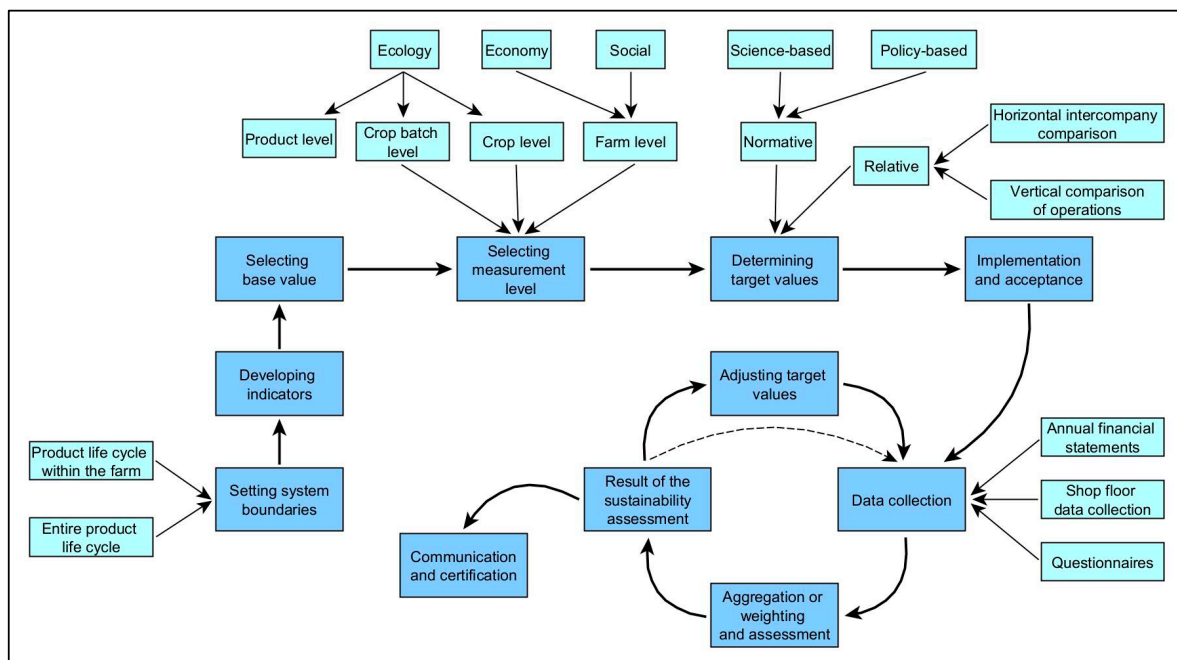 Ecology
Economy
Social
Science-based
Policy-based
Product level
Crop batch
level
Crop level
Farm level
Normative
Relative
Horizontal intercompany
comparison
Vertical comparison
of operations
Selecting
base value
Selecting
measurement
level
Determining
target values
Implementation
and acceptance
Developing
indicators
Adjusting target
values
Product life cycle
within the farm
Entire product
life cycle
Setting system
boundaries
Result of the
sustainability
assessment
Data collection
Annual financial
statements
Shop floor
data collection
Questionnaires
Communication
and certification
Aggregation or
weighting
and assessment